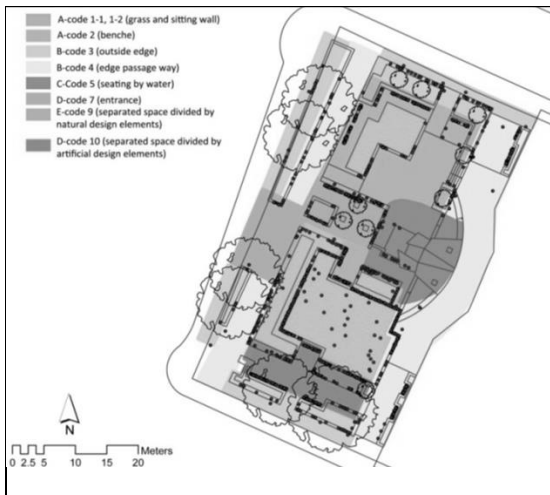 A-code 1-1, 1-2 (grass and sitting wall)
A-code 2 (benche)
B-code 3 (outside edge)
B-code 4 (edge passage way)
C-Code 5 (seating by water)
D-code 7 (entrance)
E-code 9 (separated space divided by
natural design elements)
D-code 10 (separated space divided by
artificial design elements)
N
Meters
0 2.5 5 10 15 20